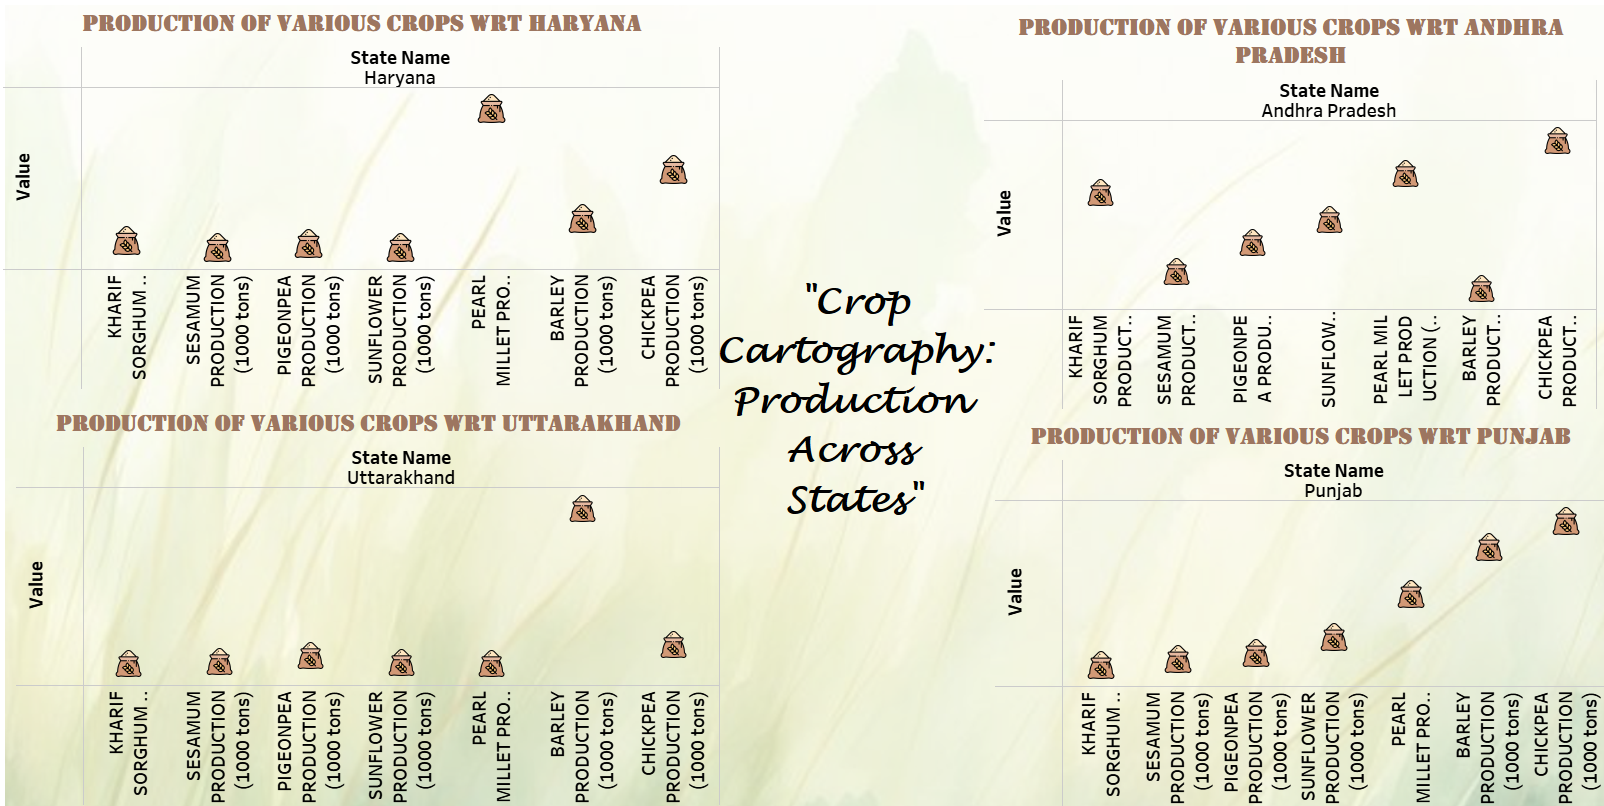 PRODUCTION OF VARIOUS CROPS WRT HARYANA
State Name
Haryana
Value
KHARIF
SORGHUM ..
SESAMUM
PRODUCTION
(1000 tons)
PIGEONPEA
PRODUCTION
(1000 tons)
SUNFLOWER
PRODUCTION
(1000 tons)
PEARL
MILLET PRO..
BARLEY
PRODUCTION
(1000 tons)
CHICKPEA
PRODUCTION
(1000 tons)
PRODUCTION OF VARIOUS CROPS WRT ANDHRA
PRADESH
State Name
Andhra Pradesh
Value
KHARIF
SORGHUM
PRODUCT..
SESAMUM
PRODUCT..
PIGEONPE
A PRODU..
SUNFLOW..
PEARL MIL
LET PROD
UCTION (..
BARLEY
PRODUCT..
CHICKPEA
PRODUCT..
"Crop
Cartography:
Production
Across
States"
PRODUCTION OF VARIOUS CROPS WRT UTTARAKHAND
State Name
Uttarakhand
Value
KHARIF
SORGHUM ..
SESAMUM
PRODUCTION
(1000 tons)
PIGEONPEA
PRODUCTION
(1000 tons)
SUNFLOWER
PRODUCTION
(1000 tons)
PEARL
MILLET PRO..
BARLEY
PRODUCTION
(1000 tons)
CHICKPEA
PRODUCTION
(1000 tons)
PRODUCTION OF VARIOUS CROPS WRT PUNJAB
State Name
Punjab
Value
KHARIF
SORGHUM ..
SESAMUM
PRODUCTION
(1000 tons)
PIGEONPEA
PRODUCTION
(1000 tons)
SUNFLOWER
PRODUCTION
(1000 tons)
PEARL
MILLET PRO..
BARLEY
PRODUCTION
(1000 tons)
CHICKPEA
PRODUCTION
(1000 tons)